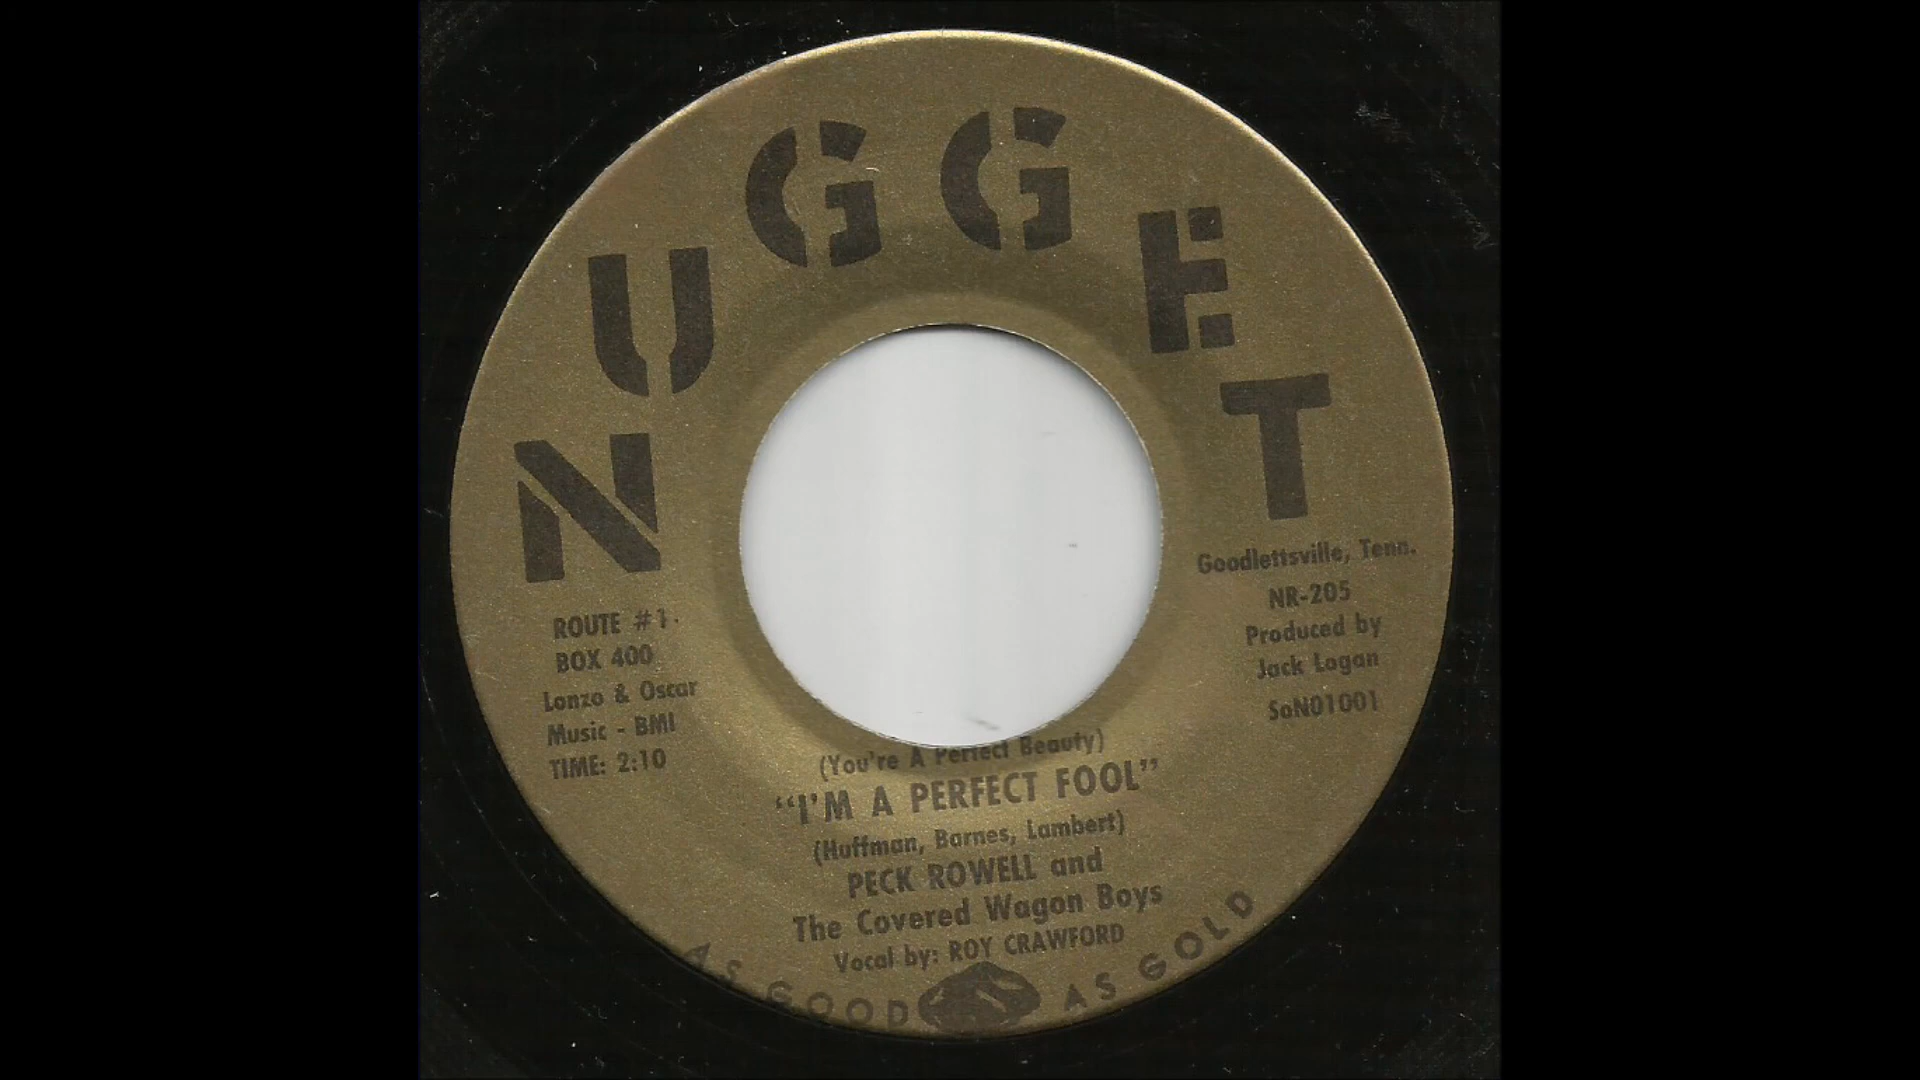 NUGGET
ROUTE #1
BOX 400
Lonzo & Oscar
Music - BMI
TIME: 2:10
Goodlettsville, Tenn.
NR-205
Produced by
Jack Logan
SoN01001
(You're A Perfect Beauty)
"I'M A PERFECT FOOL"
(Huffman, Barnes, Lambert)
PECK ROWELL and
The Covered Wagon Boys
Vocal by: ROY CRAWFORD
AS GOOD AS GOLD